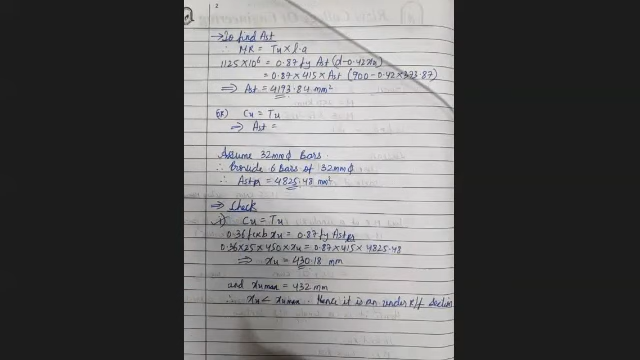 → To find Ast
∴ MR = Tu × l.a
1125×10⁶ = 0.87 fy Ast (d-0.42xu)
= 0.87×415×Ast (900-0.42×373.87)
⇒ Ast = 4193.84 mm²
OR) Cu = Tu
⇒ Ast =
Assume 32mmϕ Bars.
∴ Provide 6 Bars of 32mmϕ
∴ Astpr = 4825.48 mm²
⇒ Check
1) Cu = Tu
0.36 fck b xu = 0.87 fy Astpr
0.36×25×450×xu = 0.87×415×4825.48
⇒ xu = 430.18 mm
and xumax = 432 mm
∴ xu < xumax. Hence it is an under R/f section